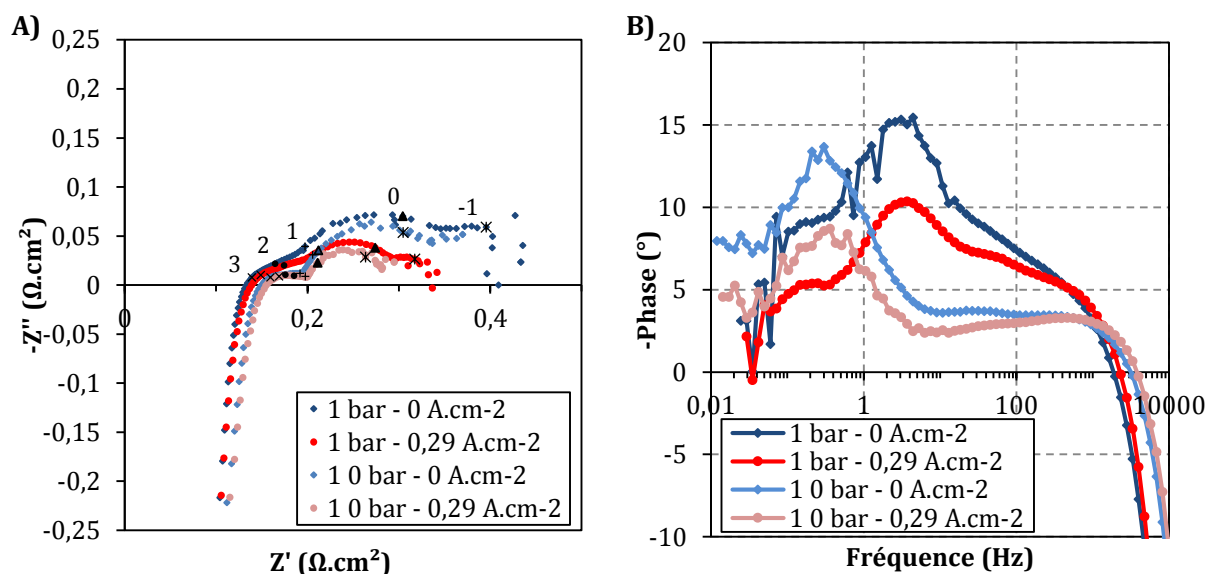 A)
-Z'' (Ω.cm²)
0,25
0,2
0,15
0,1
0,05
0
-0,05
-0,1
-0,15
-0,2
-0,25
0
0,2
0,4
3
2
1
0
-1
1 bar - 0 A.cm-2
1 bar - 0,29 A.cm-2
1 0 bar - 0 A.cm-2
1 0 bar - 0,29 A.cm-2
Z' (Ω.cm²)
B)
-Phase (°)
20
15
10
5
0
-5
-10
0,01
1
100
10000
1 bar - 0 A.cm-2
1 bar - 0,29 A.cm-2
1 0 bar - 0 A.cm-2
1 0 bar - 0,29 A.cm-2
Fréquence (Hz)